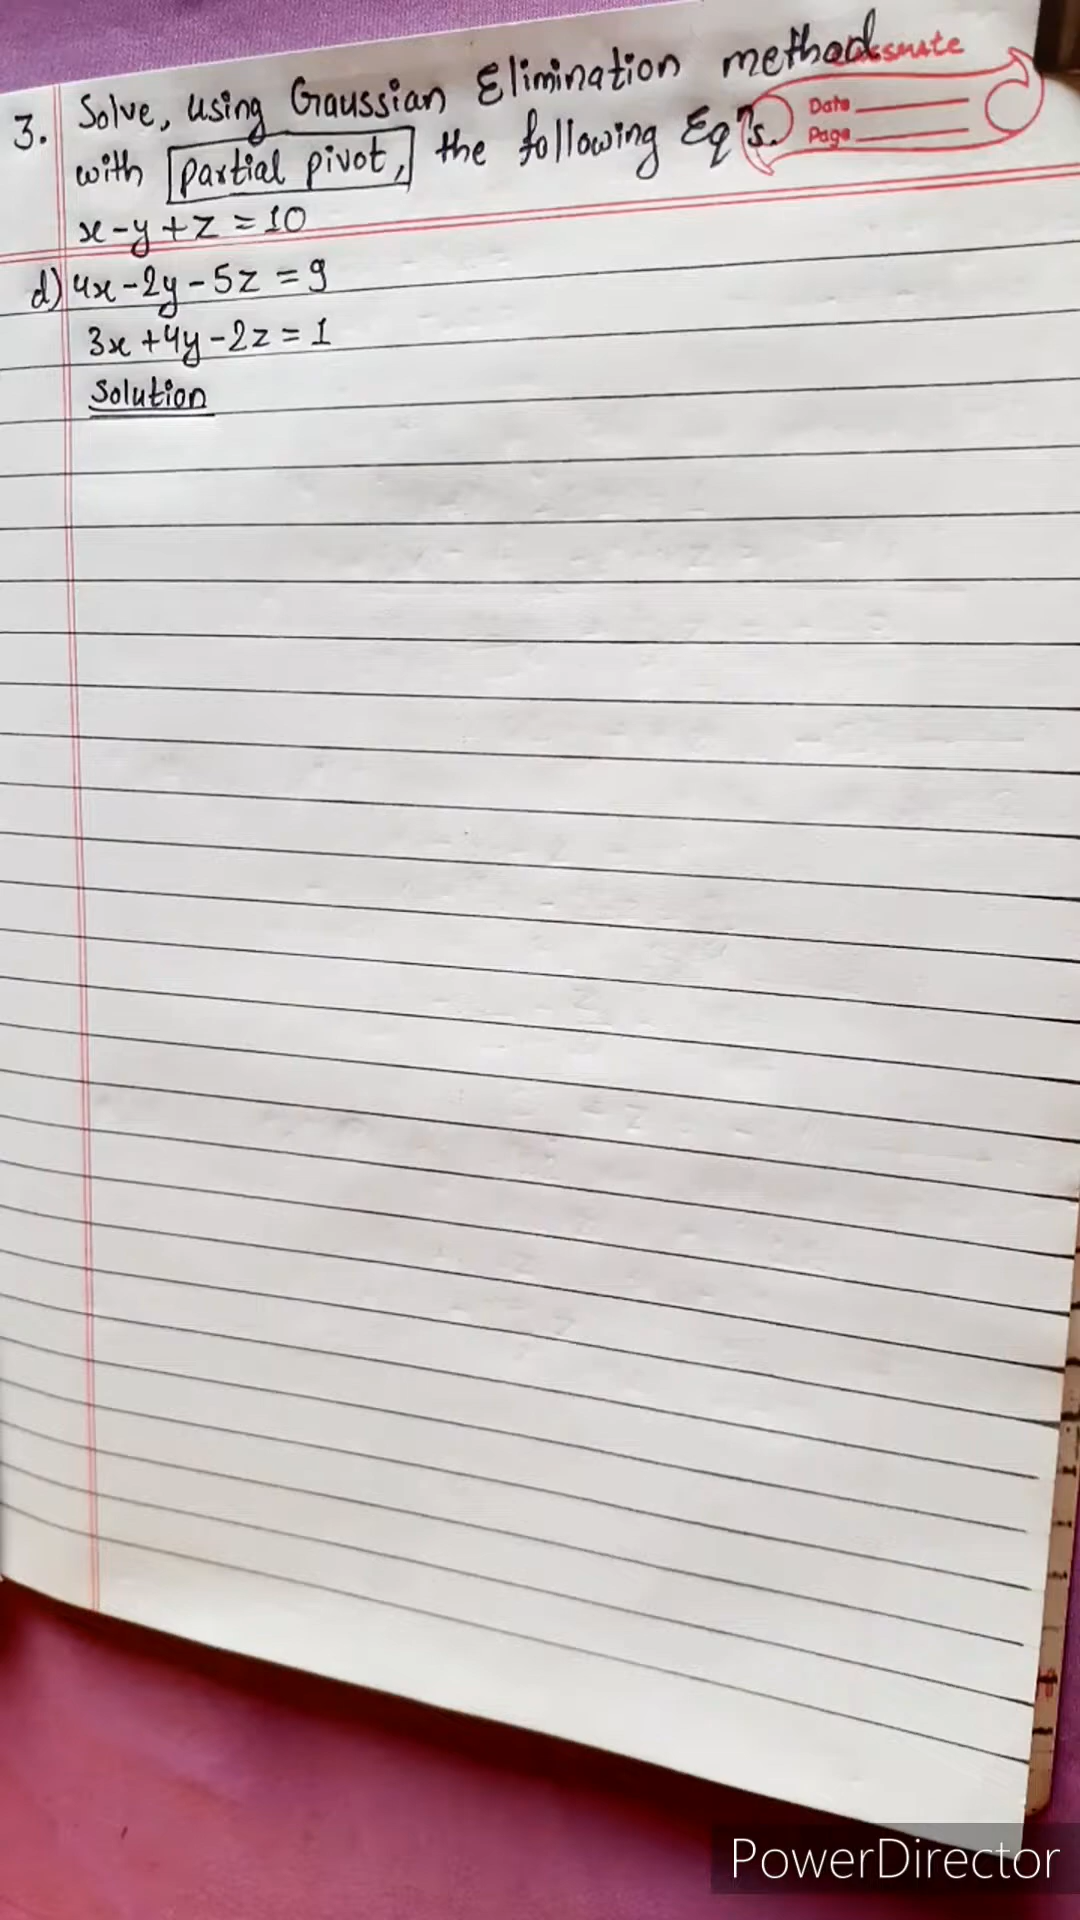 3. Solve, using Gaussian Elimination method
with partial pivot, the following Eqⁿs.
Date
Page
x-y+z=10
d) 4x-2y-5z=9
3x+4y-2z=1
Solution
PowerDirector